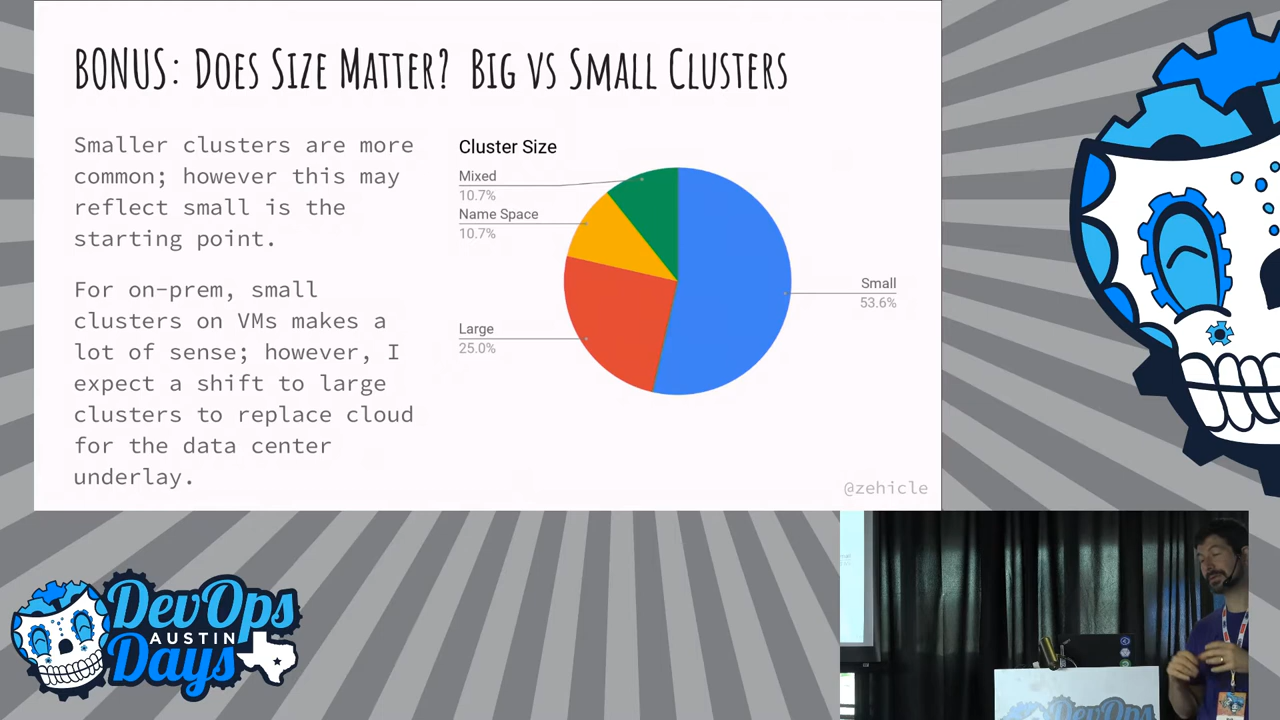 BONUS: Does Size Matter? Big vs Small Clusters
Smaller clusters are more
common; however this may
reflect small is the
starting point.
For on-prem, small
clusters on VMs makes a
lot of sense; however, I
expect a shift to large
clusters to replace cloud
for the data center
underlay.
Cluster Size
Mixed
10.7%
Name Space
10.7%
Large
25.0%
Small
53.6%
@zehicle
DevOps
AUSTIN
Days
DevOps